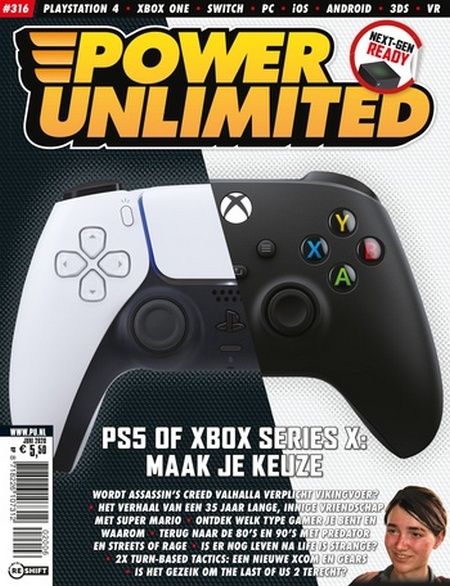 #316 PLAYSTATION 4 • XBOX ONE • SWITCH • PC • iOS • ANDROID • 3DS • VR
POWER
UNLIMITED
NEXT-GEN
READY
Y
X B
A
WWW.PU.NL
JUNI 2020
€ 5,50
PS5 OF XBOX SERIES X:
MAAK JE KEUZE
WORDT ASSASSIN'S CREED VALHALLA VERPLICHT VIKINGVOER?
• HET VERHAAL VAN EEN 35 JAAR LANGE, INNIGE VRIENDSCHAP
MET SUPER MARIO • ONTDEK WELK TYPE GAMER JE BENT EN
WAAROM • TERUG NAAR DE 80'S EN 90'S MET PREDATOR
EN STREETS OF RAGE • IS ER NOG LEVEN NA LIFE IS STRANGE?
• 2X TURN-BASED TACTICS: EEN NIEUWE XCOM EN GEARS
• IS HET GEZEIK OM THE LAST OF US 2 TERECHT?
RESHIFT